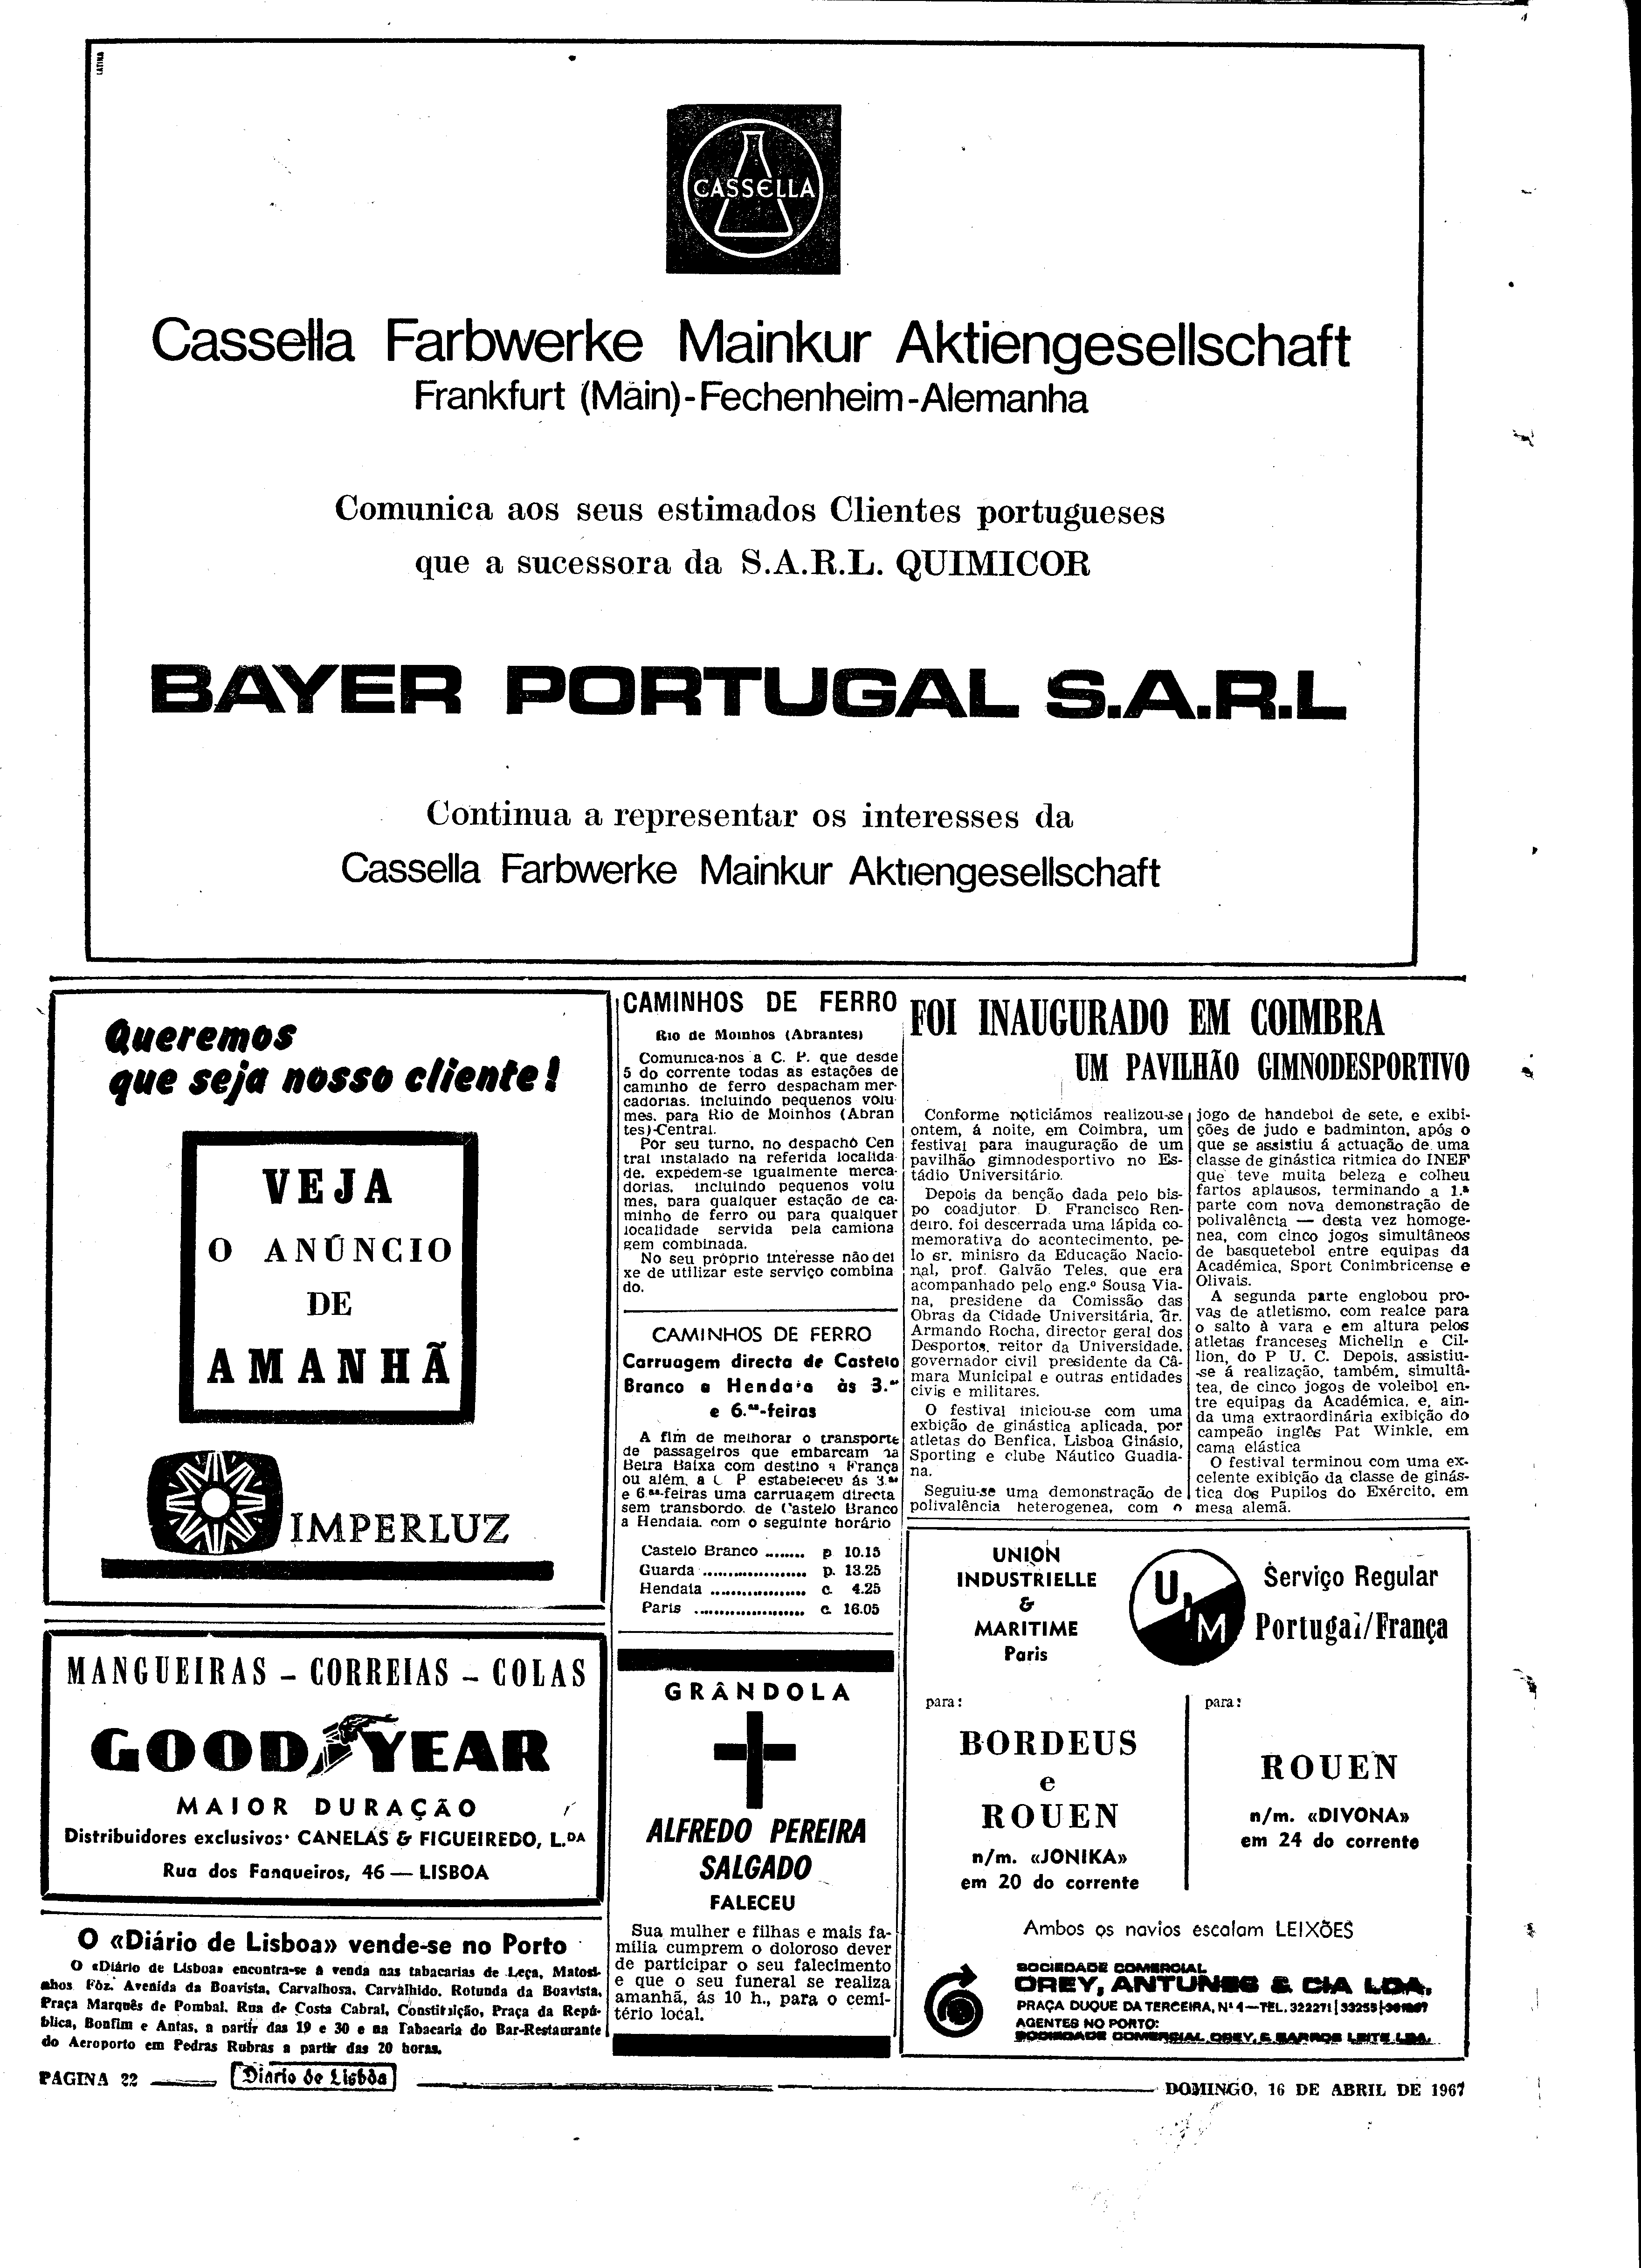 LATINA
CASSELLA
Cassella Farbwerke Mainkur Aktiengesellschaft
Frankfurt (Main)-Fechenheim-Alemanha
Comunica aos seus estimados Clientes portugueses
que a sucessora da S.A.R.L. QUIMICOR
BAYER PORTUGAL S.A.R.L
Continua a representar os interesses da
Cassella Farbwerke Mainkur Aktiengesellschaft
Queremos
que seja nosso cliente!
VEJA
O ANÚNCIO
DE
AMANHÃ
IMPERLUZ
MANGUEIRAS - CORREIAS - COLAS
GOODYEAR
MAIOR DURAÇÃO
Distribuidores exclusivos· CANELAS & FIGUEIREDO, L.DA
Rua dos Fanqueiros, 46 — LISBOA
O «Diário de Lisboa» vende-se no Porto
O «Diário de Lisboa» encontra-se à venda nas tabacarias de Leça, Matosi-
nhos Fôz. Avenida da Boavista, Carvalhosa, Carvalhido, Rotunda da Boavista,
Praça Marquês de Pombal, Rua de Costa Cabral, Constituição, Praça da Repú-
blica, Bonfim e Antas, a partir das 19 e 30 e na Tabacaria do Bar-Restaurante
do Aeroporto em Pedras Rubras a partir das 20 horas.
CAMINHOS DE FERRO
Rio de Moinhos (Abrantes)
Comunica-nos a C. P. que desde
5 do corrente todas as estações de
caminho de ferro despacham mer-
cadorias, incluindo pequenos volu
mes, para Rio de Moinhos (Abran
tes)-Central.
Por seu turno, no despacho Cen
tral instalado na referida localida
de, expedem-se igualmente merca-
dorias, incluindo pequenos volu
mes, para qualquer estação de ca-
minho de ferro ou para qualquer
localidade servida pela camiona
gem combinada.
No seu próprio interesse não dei
xe de utilizar este serviço combina
do.
CAMINHOS DE FERRO
Carruagem directa de Castelo
Branco a Hendaia às 3.as
e 6.as-feiras
A fim de melhorar o transporte
de passageiros que embarcam na
Beira Baixa com destino a França
ou além, a C P estabeleceu ás 3.as
e 6.as-feiras uma carruagem directa
sem transbordo, de Castelo Branco
a Hendaia, com o seguinte horário
Castelo Branco ........ p 10.15
Guarda ................... p. 13.25
Hendaia ................. c. 4.25
Paris .................... c. 16.05
GRÂNDOLA
ALFREDO PEREIRA
SALGADO
FALECEU
Sua mulher e filhas e mais fa-
mília cumprem o doloroso dever
de participar o seu falecimento
e que o seu funeral se realiza
amanhã, ás 10 h., para o cemi-
tério local.
FOI INAUGURADO EM COIMBRA
UM PAVILHÃO GIMNODESPORTIVO
Conforme noticiámos realizou-se
ontem, á noite, em Coimbra, um
festival para inauguração de um
pavilhão gimnodesportivo no Es-
tádio Universitário.
Depois da benção dada pelo bis-
po coadjutor, D. Francisco Ren-
deiro, foi descerrada uma lápida co-
memorativa do acontecimento, pe-
lo sr. minisro da Educação Nacio-
nal, prof. Galvão Teles, que era
acompanhado pelo eng.º Sousa Via-
na, presidene da Comissão das
Obras da Cidade Universitária, dr.
Armando Rocha, director geral dos
Desportos, reitor da Universidade,
governador civil presidente da Câ-
mara Municipal e outras entidades
civis e militares.
O festival iniciou-se com uma
exbição de ginástica aplicada, por
atletas do Benfica, Lisboa Ginásio,
Sporting e clube Náutico Guadia-
na.
Seguiu-se uma demonstração de
polivalência heterogenea, com o
jogo de handebol de sete, e exibi-
ções de judo e badminton, após o
que se assistiu á actuação de uma
classe de ginástica ritmica do INEF
que teve muita beleza e colheu
fartos aplausos, terminando a 1.ª
parte com nova demonstração de
polivalência — desta vez homoge-
nea, com cinco jogos simultâneos
de basquetebol entre equipas da
Académica, Sport Conimbricense e
Olivais.
A segunda parte englobou pro-
vas de atletismo, com realce para
o salto à vara e em altura pelos
atletas franceses Michelin e Cil-
lion, do P U. C. Depois, assistiu-
-se á realização, também, simultâ-
tea, de cinco jogos de voleibol en-
tre equipas da Académica, e, ain-
da uma extraordinária exibição do
campeão inglês Pat Winkle, em
cama elástica
O festival terminou com uma ex-
celente exibição da classe de ginás-
tica dos Pupilos do Exército, em
mesa alemã.
UNION
INDUSTRIELLE
&
MARITIME
Paris
U.I.M
Serviço Regular
Portugal/França
para:
BORDEUS
e
ROUEN
n/m. «JONIKA»
em 20 do corrente
para:
ROUEN
n/m. «DIVONA»
em 24 do corrente
Ambos os navios escalam LEIXÕES
SOCIEDADE COMERCIAL
OREY, ANTUNES & CIA LDA.
PRAÇA DUQUE DA TERCEIRA, Nº 4—TEL. 322271|33255|
AGENTES NO PORTO:
SOCIEDADE COMERCIAL OREY, & BARROS LEITE LDA.
PAGINA 22
Diário de Lisbôa
DOMINGO, 16 DE ABRIL DE 1967